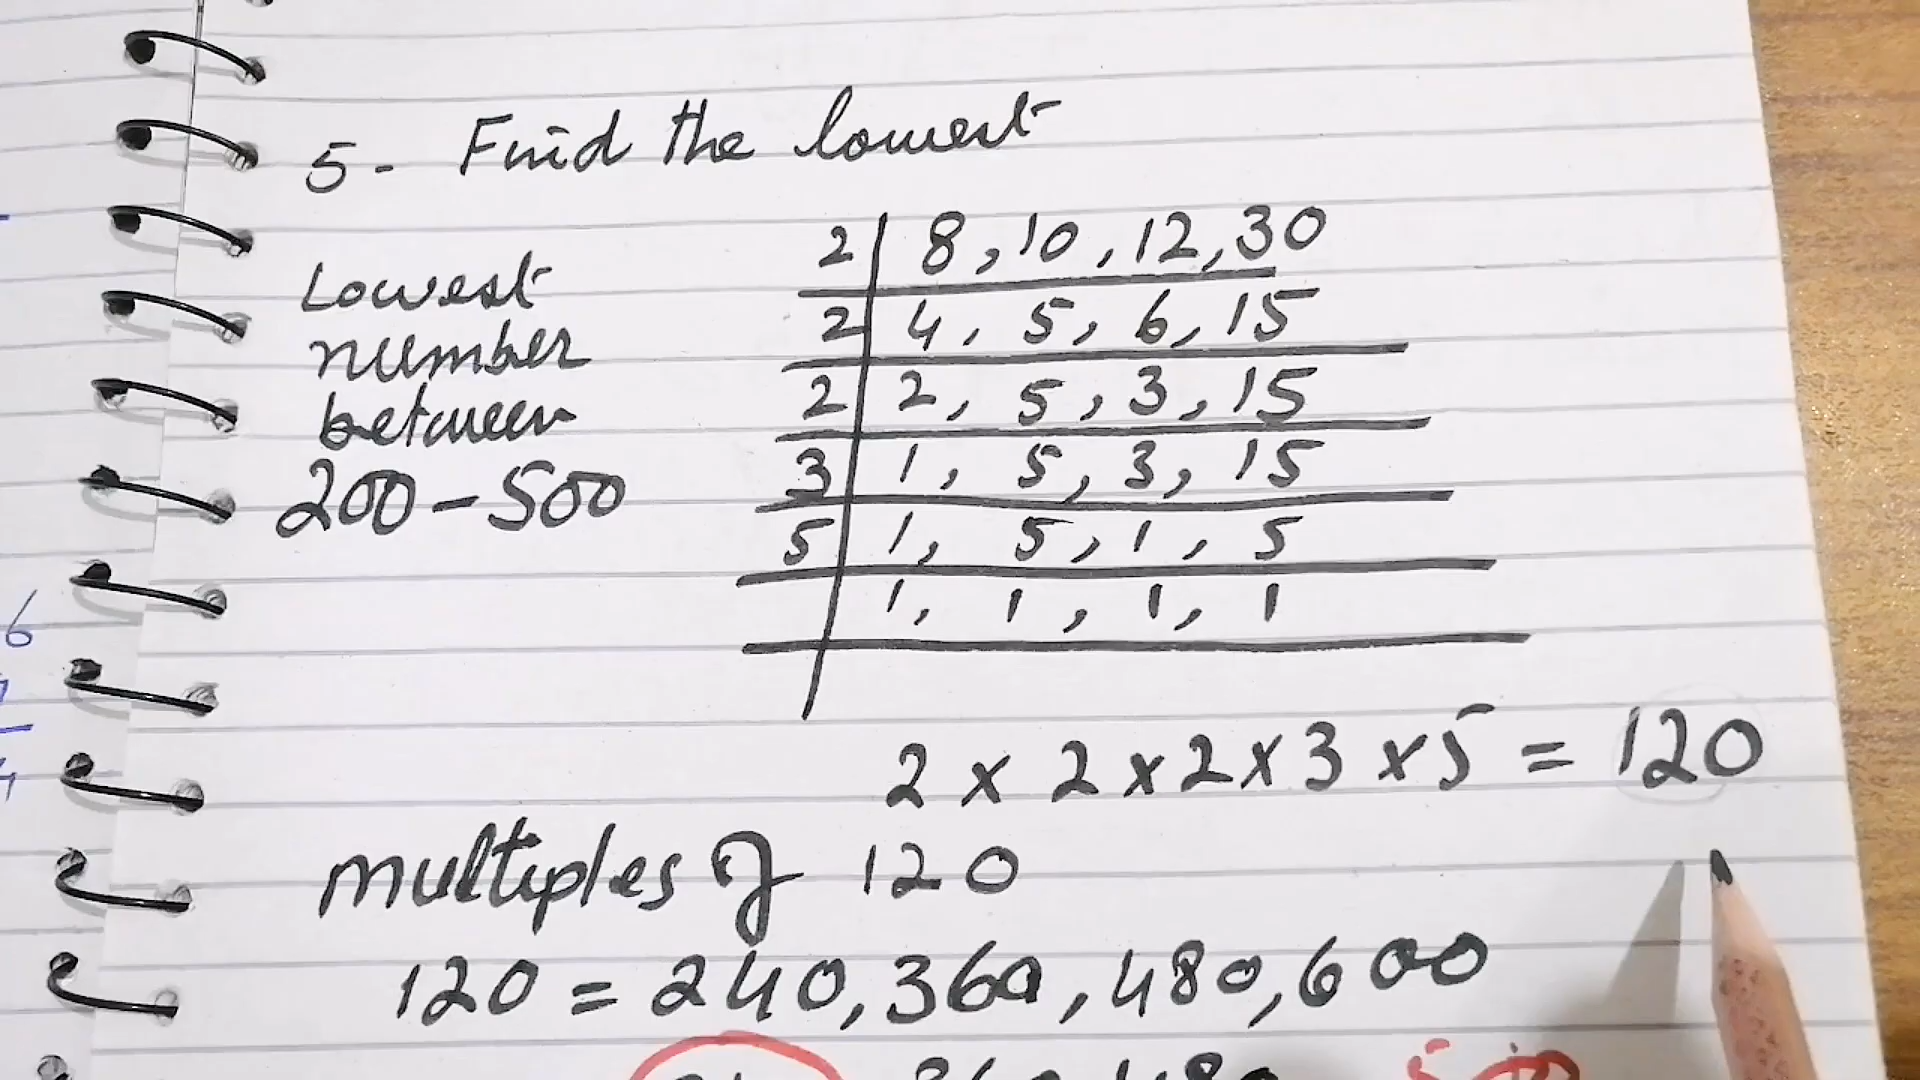 5- Find the lowest
Lowest
number
between
200-500
2 | 8, 10, 12, 30
2 | 4, 5, 6, 15
2 | 2, 5, 3, 15
3 | 1, 5, 3, 15
5 | 1, 5, 1, 5
1, 1, 1, 1
2 x 2 x 2 x 3 x 5 = 120
multiples of 120
120 = 240, 360, 480, 600
360, 480